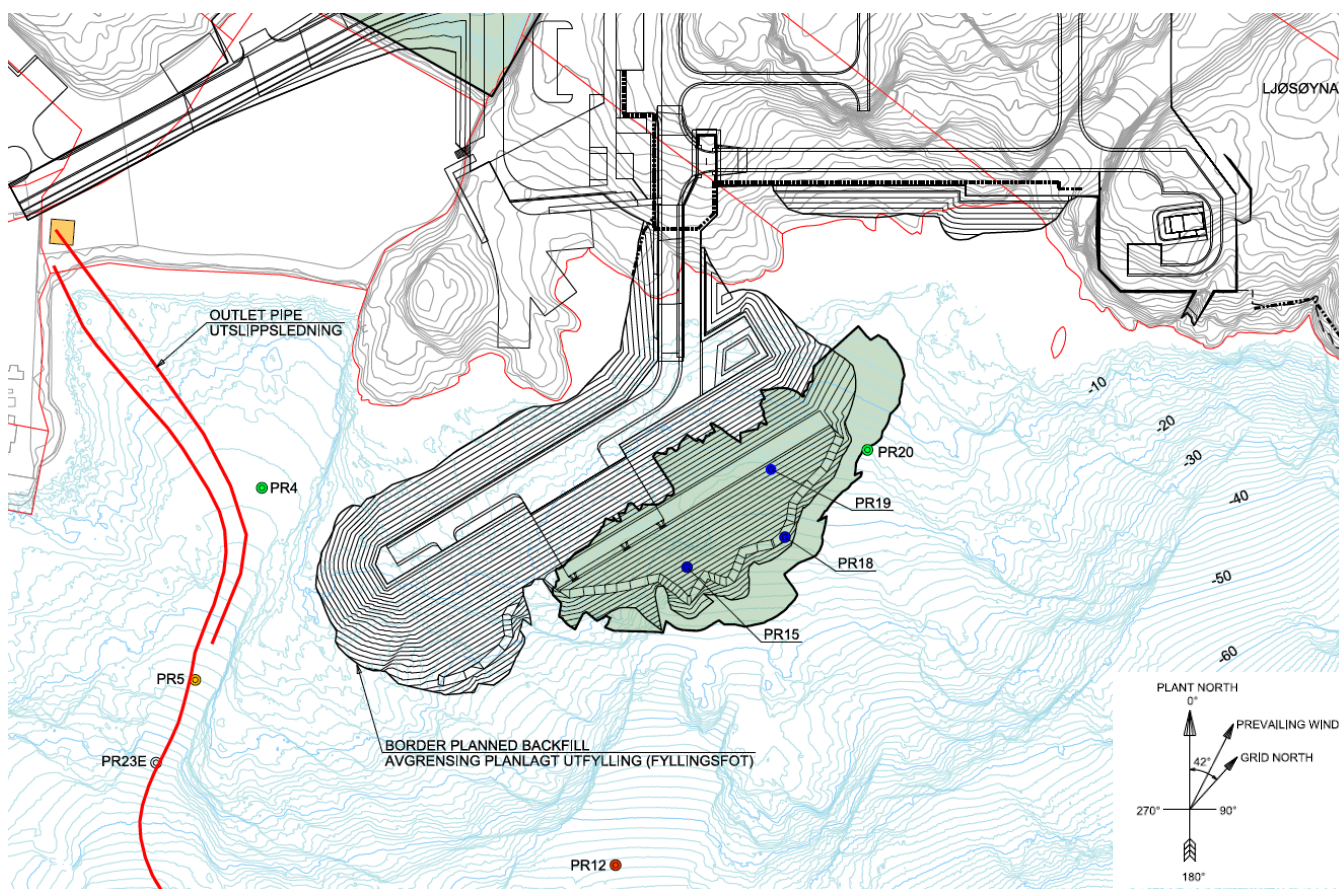 LJØSØYNA
OUTLET PIPE
UTSLIPPSLEDNING
-10
-20
-30
-40
-50
-60
PR4
PR20
PR19
PR18
PR15
PR5
PR23E
PR12
BORDER PLANNED BACKFILL
AVGRENSING PLANLAGT UTFYLLING (FYLLINGSFOT)
PLANT NORTH
0°
PREVAILING WIND
GRID NORTH
42°
270°
90°
180°